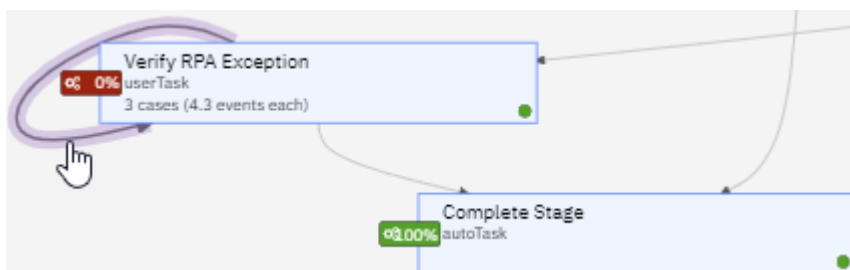 Verify RPA Exception
0% userTask
3 cases (4.3 events each)
Complete Stage
100% autoTask